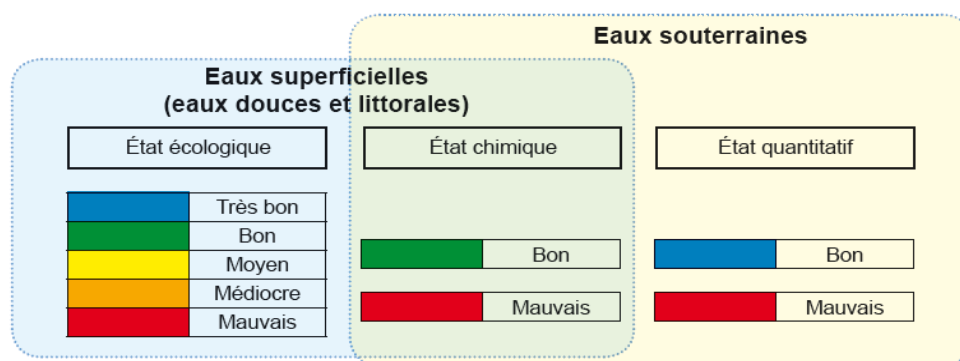 Eaux souterraines
Eaux superficielles
(eaux douces et littorales)
État écologique
État chimique
État quantitatif
Très bon
Bon
Moyen
Médiocre
Mauvais
Bon
Mauvais
Bon
Mauvais